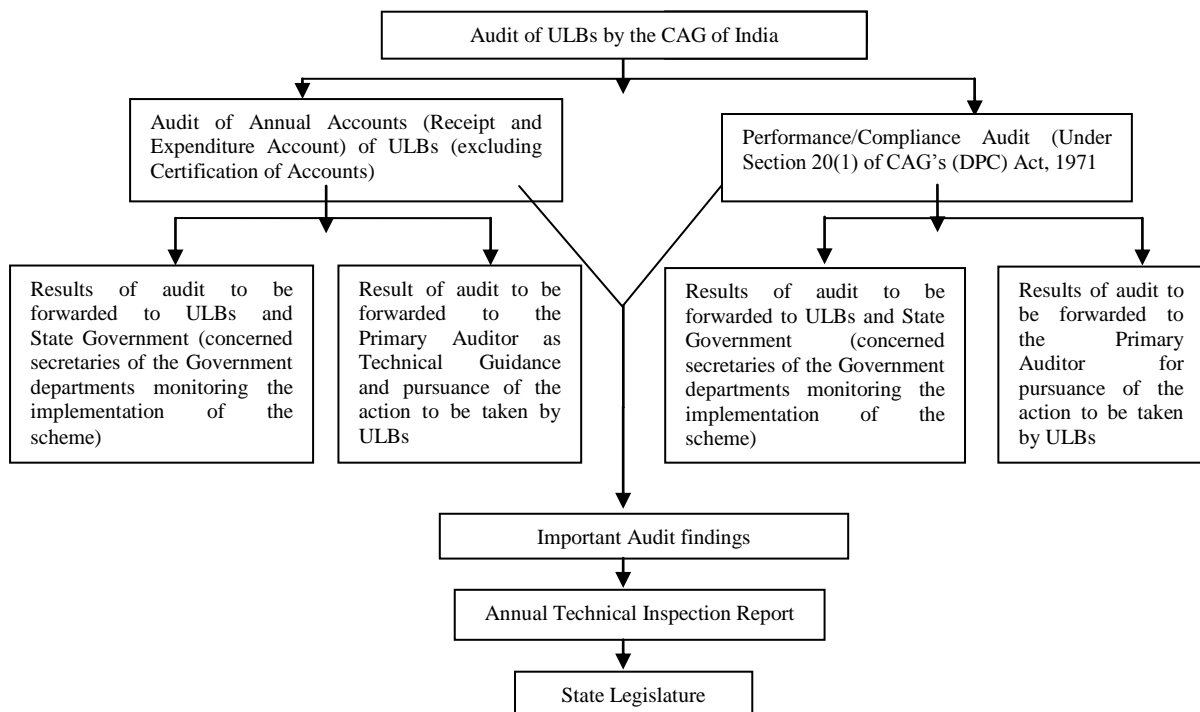 Audit of ULBs by the CAG of India
Audit of Annual Accounts (Receipt and
Expenditure Account) of ULBs (excluding
Certification of Accounts)
Performance/Compliance Audit (Under
Section 20(1) of CAG's (DPC) Act, 1971
Results of audit to be
forwarded to ULBs and
State Government (concerned
secretaries of the Government
departments monitoring the
implementation of the
scheme)
Result of audit to be
forwarded to the
Primary Auditor as
Technical Guidance
and pursuance of the
action to be taken by
ULBs
Results of audit to be
forwarded to ULBs and State
Government (concerned
secretaries of the Government
departments monitoring the
implementation of the
scheme)
Results of audit to
be forwarded to
the Primary
Auditor for
pursuance of the
action to be taken
by ULBs
Important Audit findings
Annual Technical Inspection Report
State Legislature